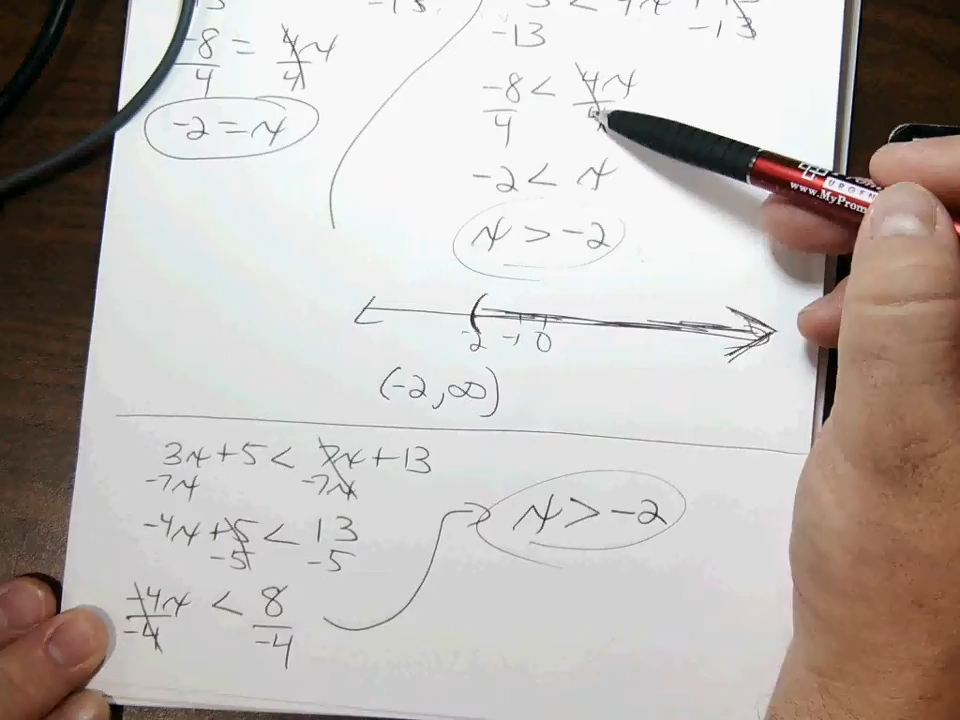 -8 = 4x
4 4
-2 = x
-13
-13
-8 < 4x
4
-2 < x
x > -2
-2 -1 0
(-2, ∞)
3x + 5 < 7x + 13
-7x -7x
-4x + 5 < 13
-5 -5
-4x < 8
-4 -4
x > -2
www.MyProm